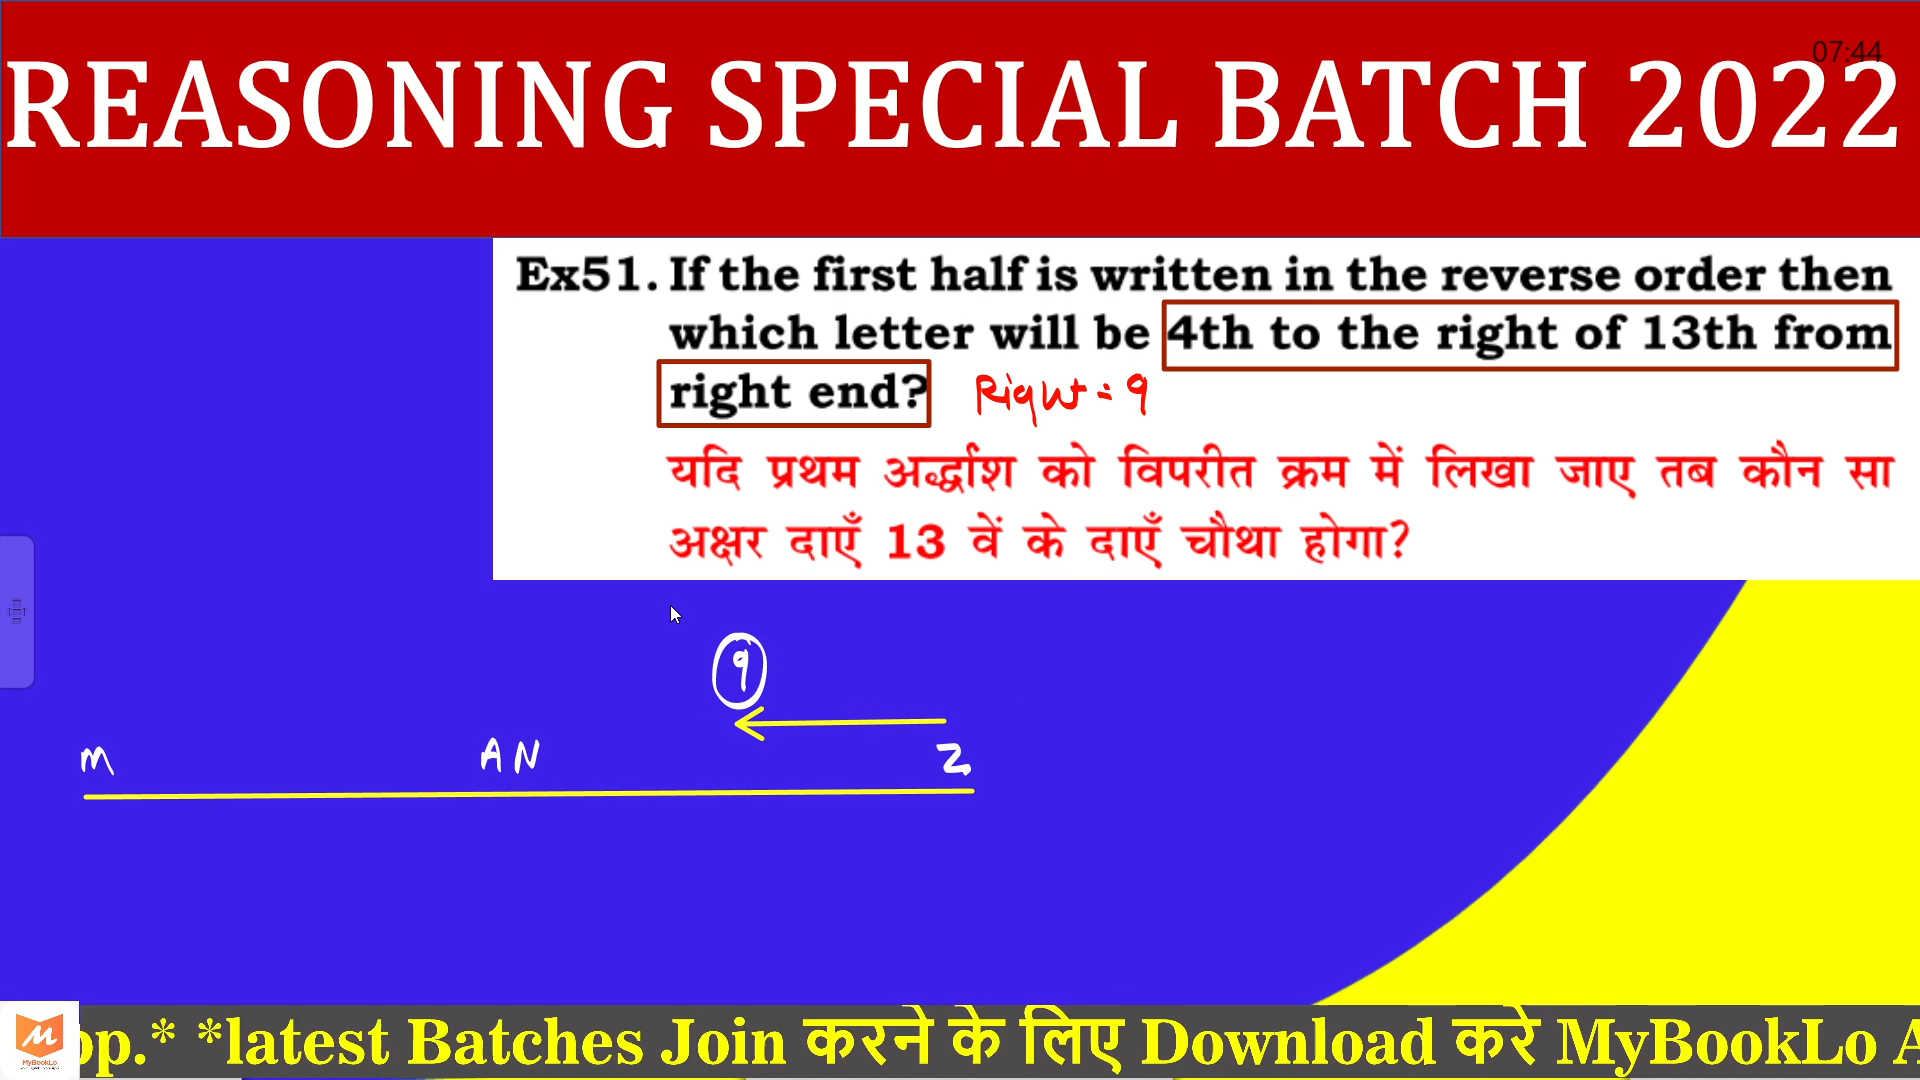 07:44
REASONING SPECIAL BATCH 2022
Ex51. If the first half is written in the reverse order then
which letter will be 4th to the right of 13th from
right end? Right = 9
यदि प्रथम अर्द्धांश को विपरीत क्रम में लिखा जाए तब कौन सा
अक्षर दाएँ 13 वें के दाएँ चौथा होगा?
9
M AN Z
pp.* *latest Batches Join करने के लिए Download करे MyBookLo A
MyBookLo